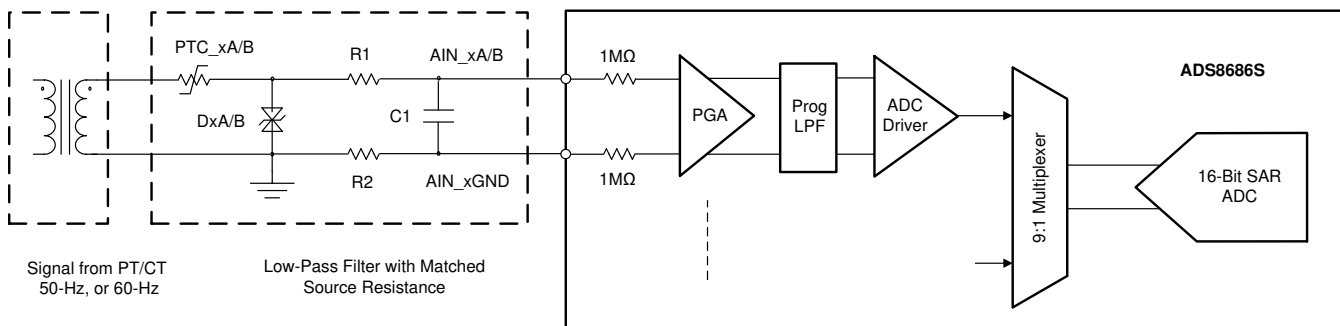 PTC_xA/B
R1
AIN_xA/B
DxA/B
C1
R2
AIN_xGND
Signal from PT/CT
50-Hz, or 60-Hz
Low-Pass Filter with Matched
Source Resistance
1MΩ
1MΩ
PGA
Prog
LPF
ADC
Driver
9:1 Multiplexer
ADS8686S
16-Bit SAR
ADC